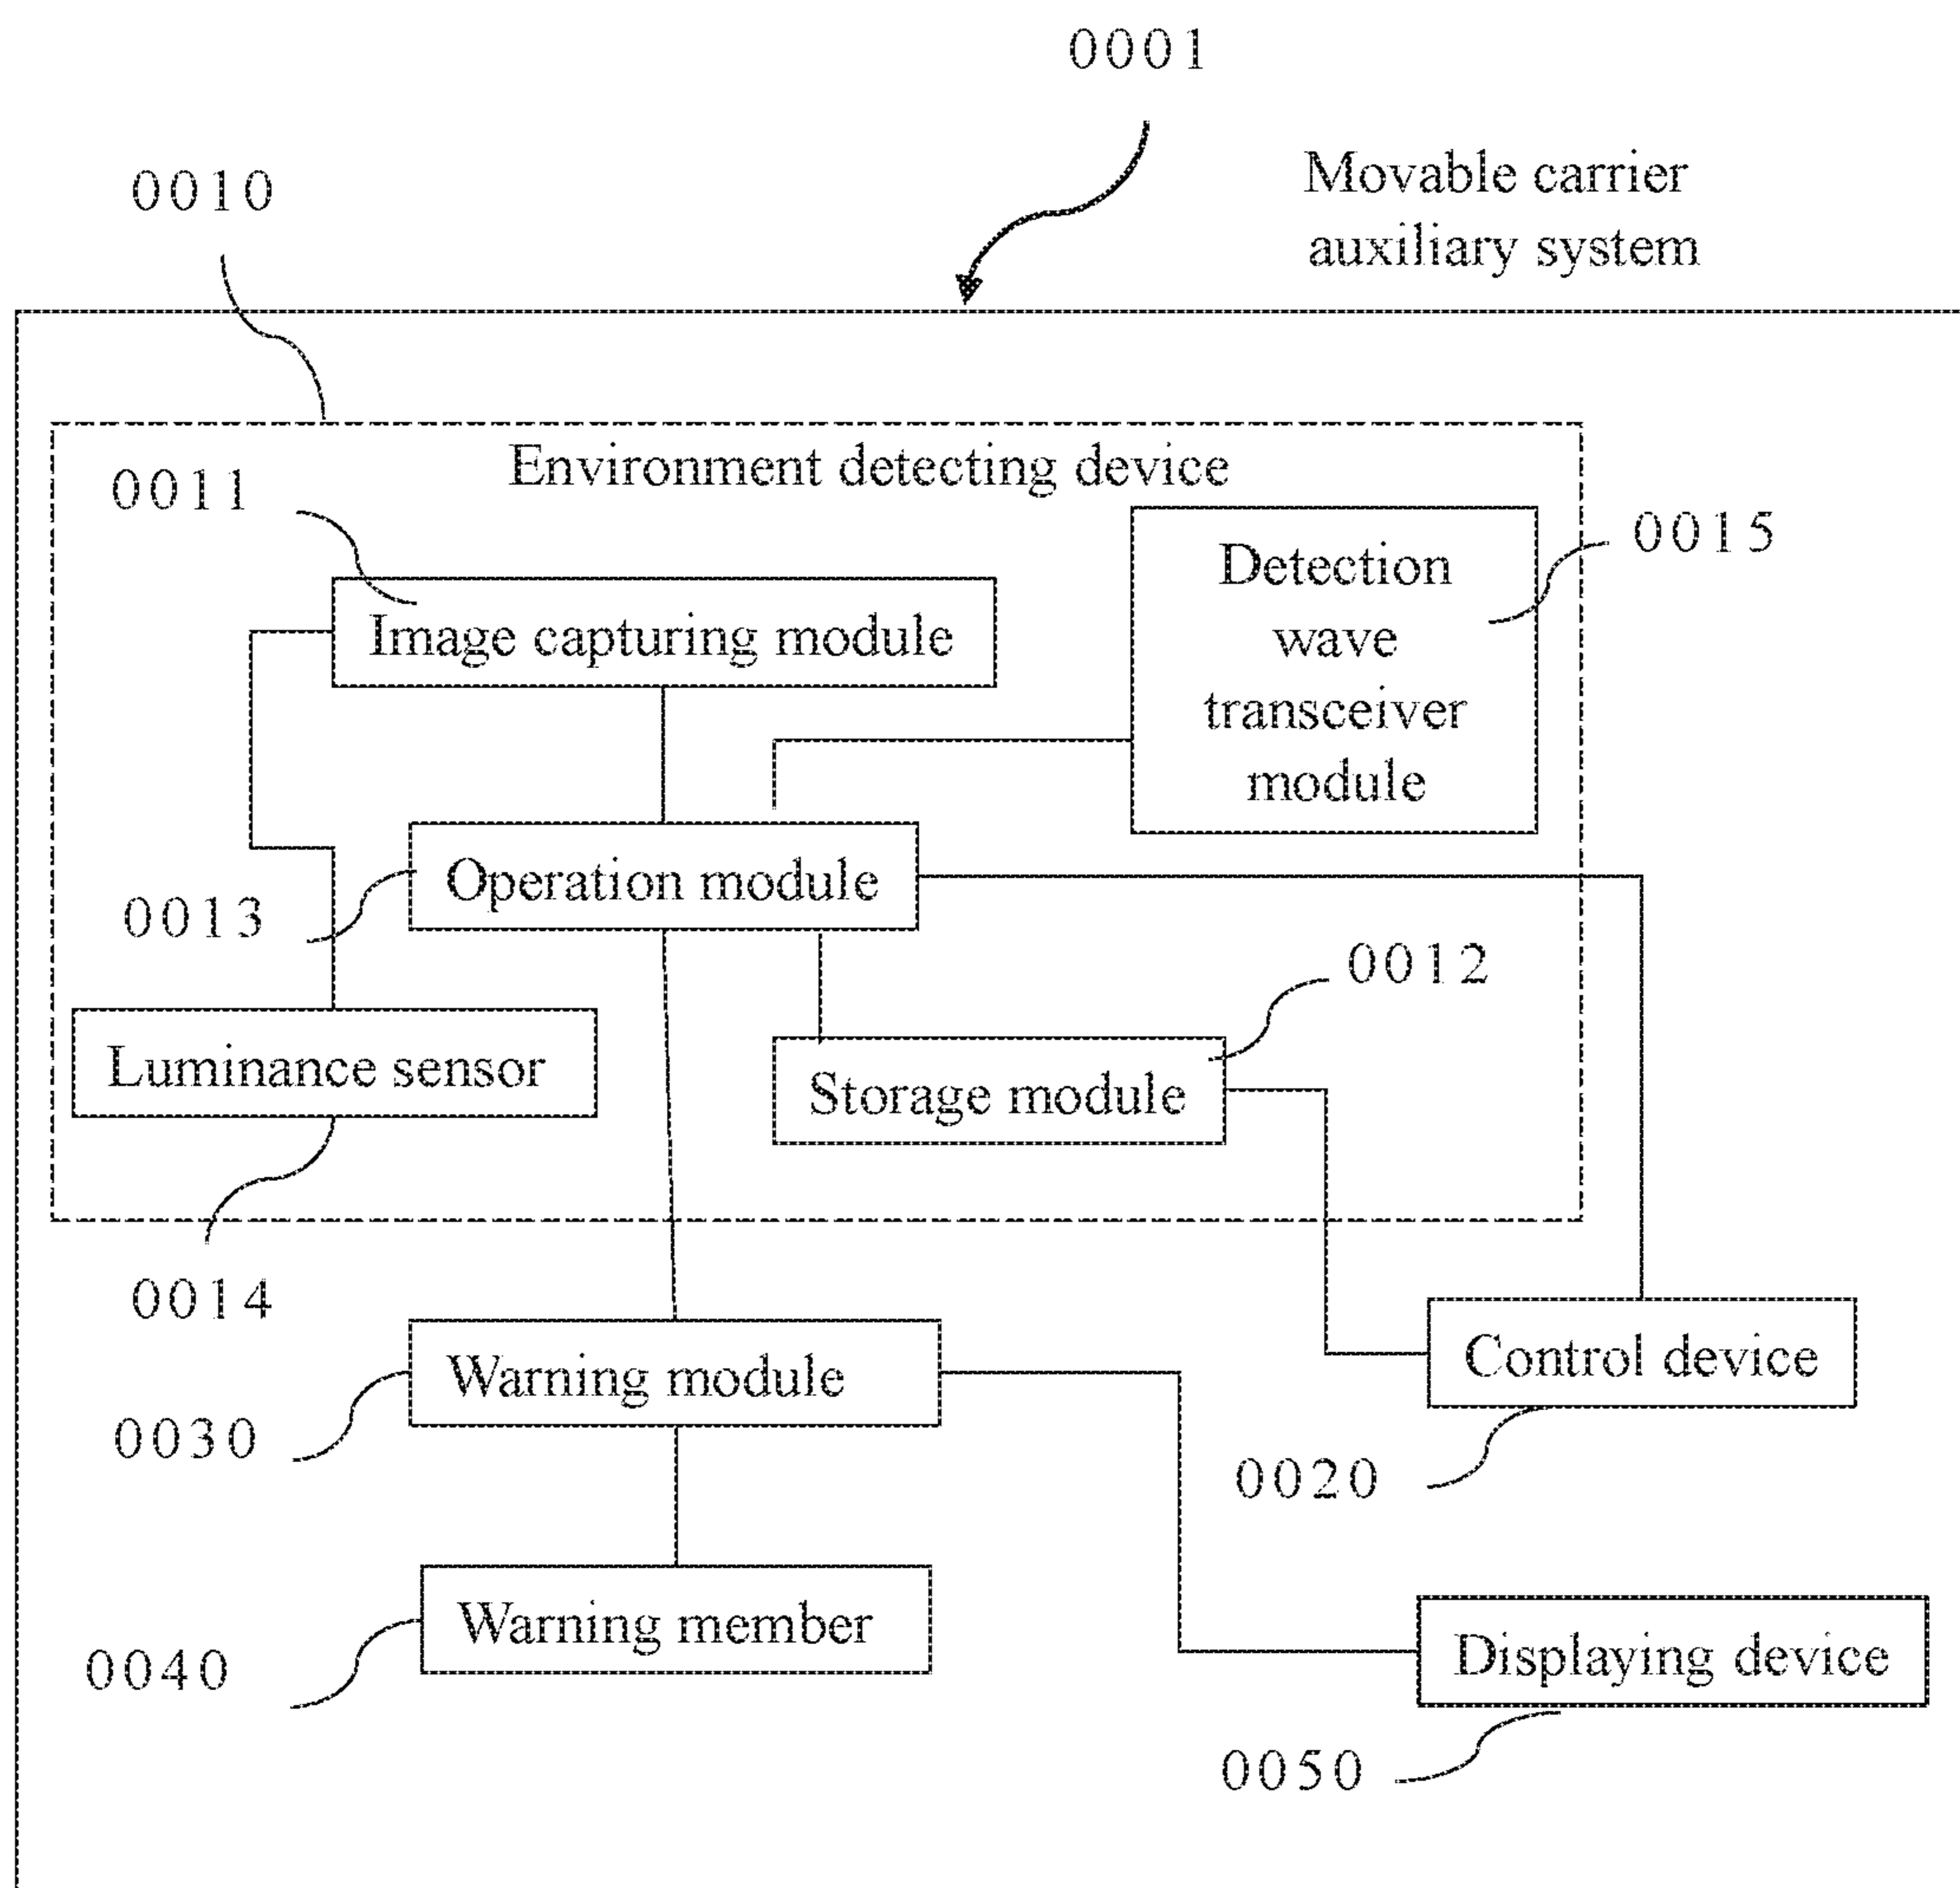 0001
Movable carrier
auxiliary system
0010
Environment detecting device
0011
0015
Detection
wave
transceiver
module
Image capturing module
Operation module
0013
0012
Luminance sensor
Storage module
0014
Warning module
Control device
0030
0020
Warning member
0040
Displaying device
0050